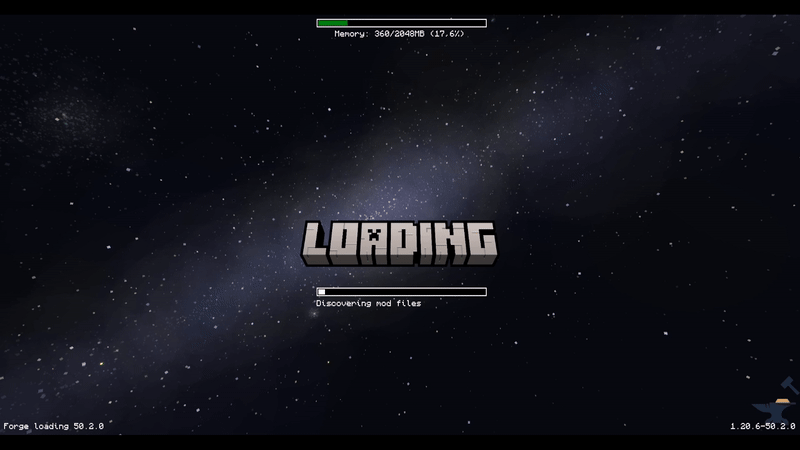 Memory: 360/2048MB (17.6%)
LOADING
Discovering mod files
Forge loading 50.2.0
1.20.6-50.2.0